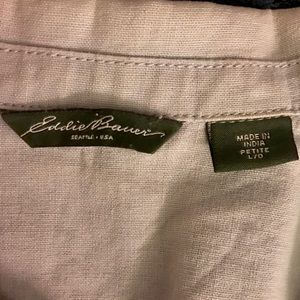 Eddie Bauer
SEATTLE · USA
MADE IN
INDIA
PETITE
L/G